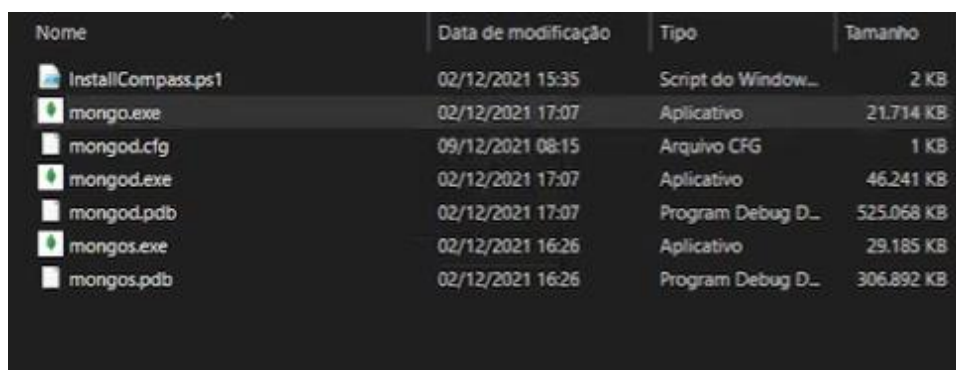 Nome Data de modificação Tipo Tamanho
InstallCompass.ps1 02/12/2021 15:35 Script do Window... 2 KB
mongo.exe 02/12/2021 17:07 Aplicativo 21.714 KB
mongod.cfg 09/12/2021 08:15 Arquivo CFG 1 KB
mongod.exe 02/12/2021 17:07 Aplicativo 46.241 KB
mongod.pdb 02/12/2021 17:07 Program Debug D... 525.068 KB
mongos.exe 02/12/2021 16:26 Aplicativo 29.185 KB
mongos.pdb 02/12/2021 16:26 Program Debug D... 306.892 KB